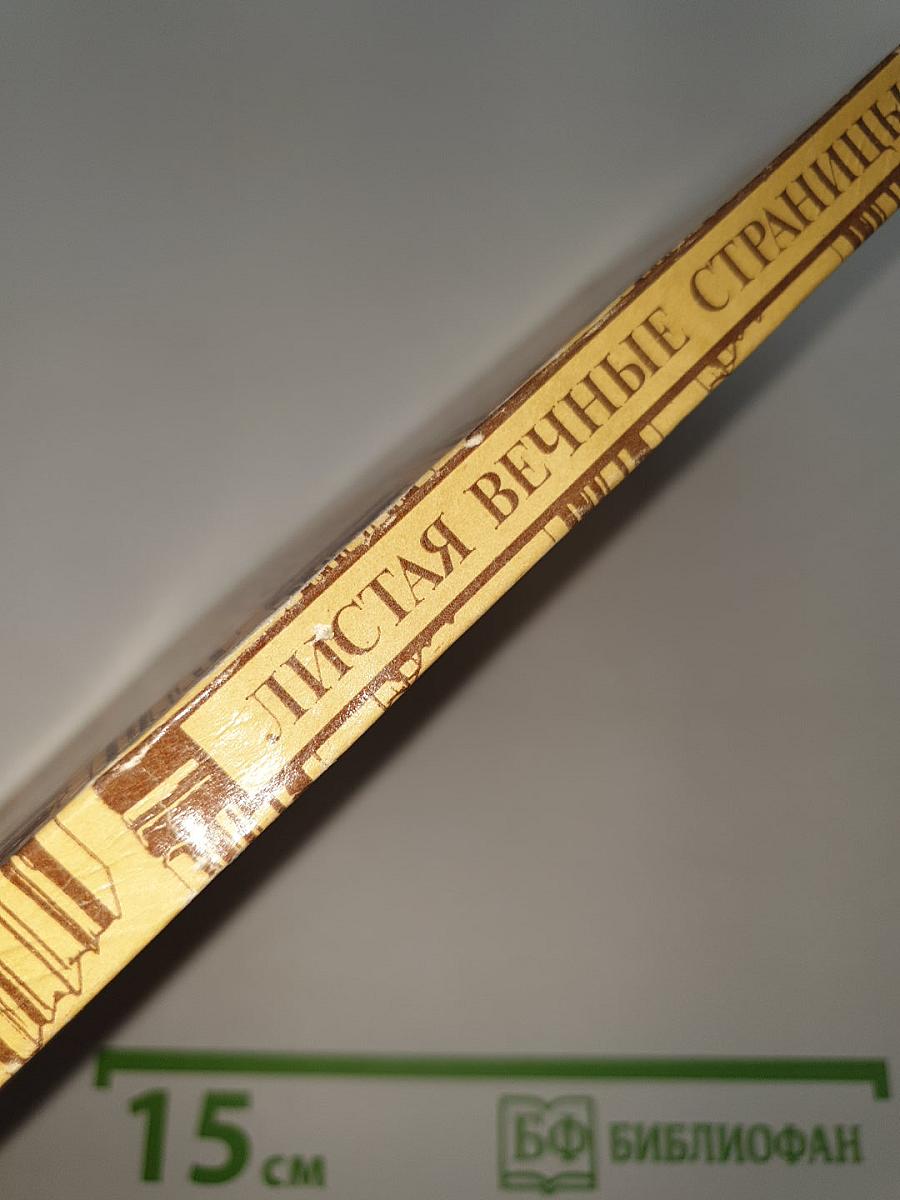 ЛИСТАЯ ВЕЧНЫЕ СТРАНИЦЫ
15 см
БФ БИБЛИОФАН